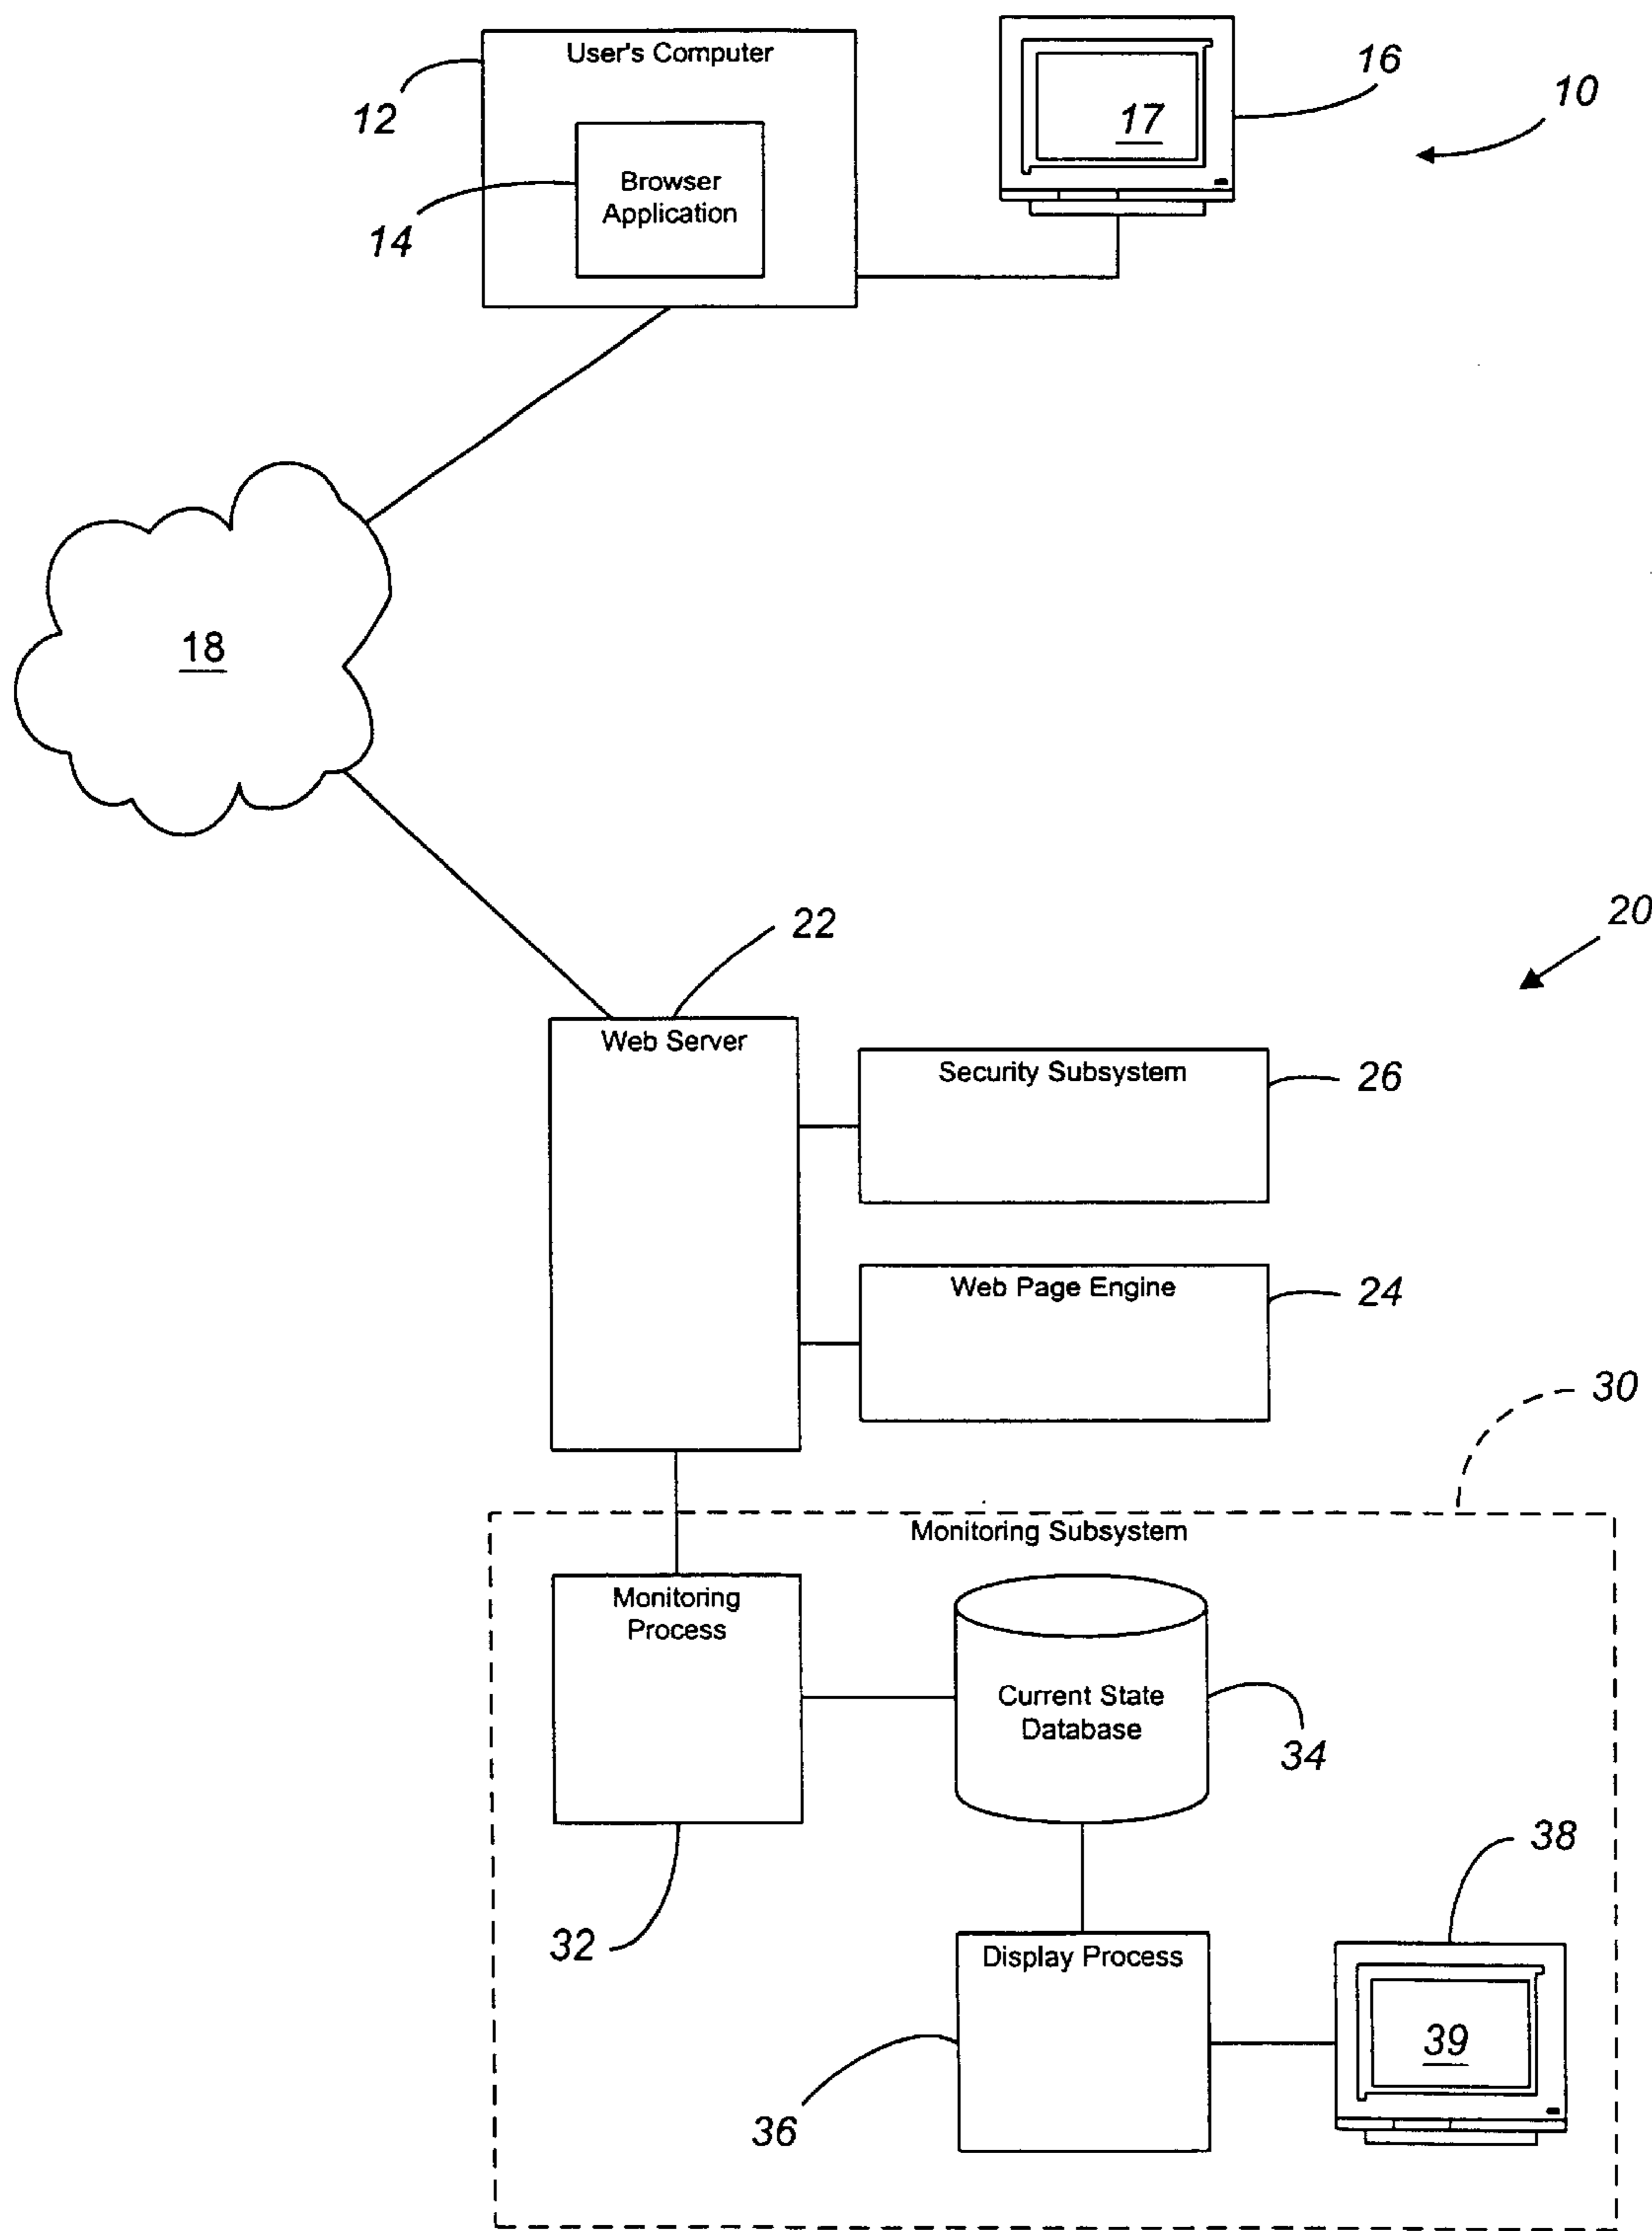 User's Computer
12
16
10
17
Browser
Application
14
18
22
20
Web Server
Security Subsystem
26
Web Page Engine
24
30
Monitoring Subsystem
Monitoring
Process
Current State
Database
34
32
38
Display Process
39
36